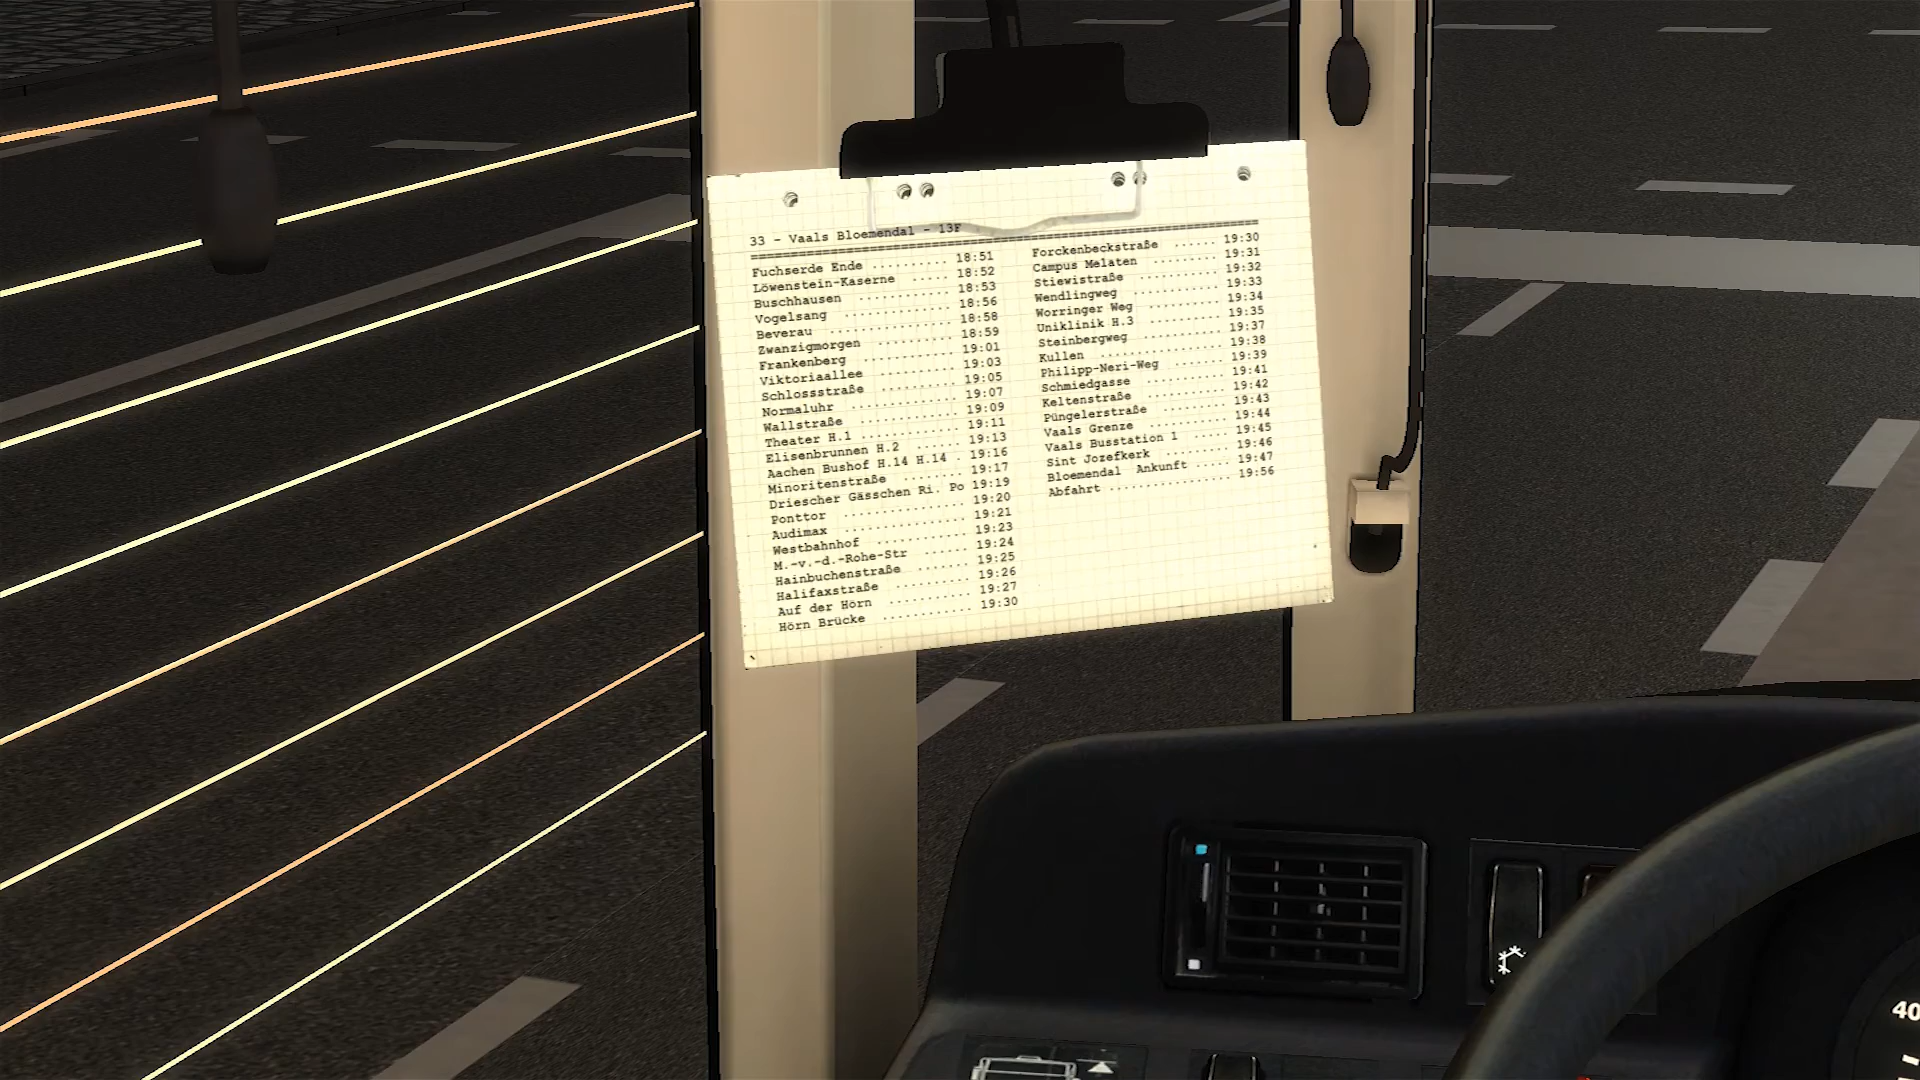 33 - Vaals Bloemendal - 13F
Fuchserde Ende .......... 18:51
Löwenstein-Kaserne ..... 18:52
Buschhausen ............ 18:53
Vogelsang .............. 18:56
Beverau ................ 18:58
Zwanzigmorgen .......... 18:59
Frankenberg ............ 19:01
Viktoriaallee .......... 19:03
Schlossstraße .......... 19:05
Normaluhr .............. 19:07
Wallstraße ............. 19:09
Theater H.1 ............ 19:11
Elisenbrunnen H.2 ...... 19:13
Aachen Bushof H.14 H.14 . 19:16
Minoritenstraße ........ 19:17
Driescher Gässchen Ri. Po 19:19
Ponttor ................ 19:20
Audimax ................ 19:21
Westbahnhof ............ 19:23
M.-v.-d.-Rohe-Str ...... 19:24
Hainbuchenstraße ....... 19:25
Halifaxstraße .......... 19:26
Auf der Horn ........... 19:27
Hörn Brücke ............ 19:30
Forckenbeckstraße ...... 19:30
Campus Melaten ......... 19:31
Stiewistraße ........... 19:32
Wendlingweg ............ 19:33
Worringer Weg .......... 19:34
Uniklinik H.3 .......... 19:35
Steinbergweg ........... 19:37
Kullen ................. 19:38
Philipp-Neri-Weg ....... 19:39
Schmiedgasse ........... 19:41
Keltenstraße ........... 19:42
Püngelerstraße ......... 19:43
Vaals Grenze ........... 19:44
Vaals Busstation 1 ..... 19:45
Sint Jozefkerk ......... 19:46
Bloemendal Ankunft ..... 19:47
Abfahrt ................ 19:56
40